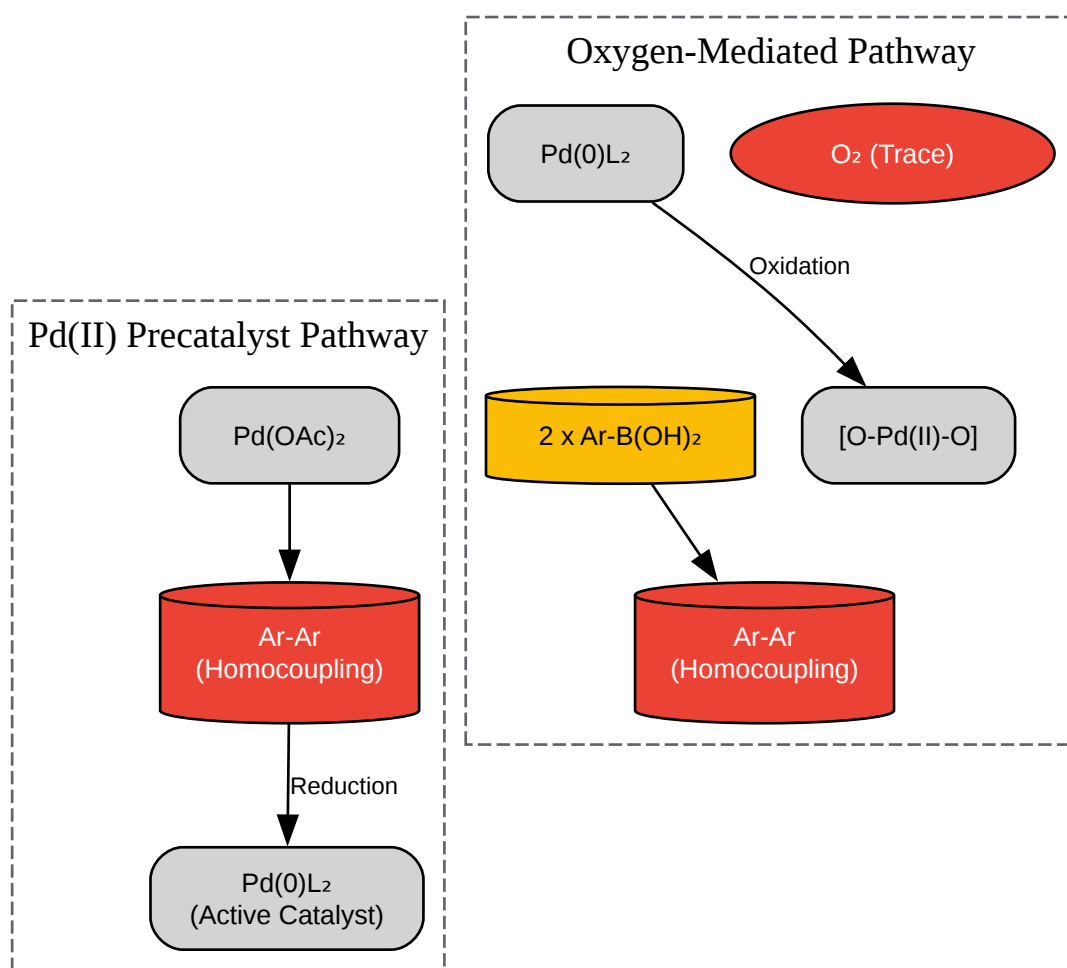 Oxygen-Mediated Pathway
Pd(0)L₂
O₂ (Trace)
Oxidation
2 x Ar-B(OH)₂
[O-Pd(II)-O]
Ar-Ar
(Homocoupling)
Pd(II) Precatalyst Pathway
Pd(OAc)₂
Ar-Ar
(Homocoupling)
Reduction
Pd(0)L₂
(Active Catalyst)